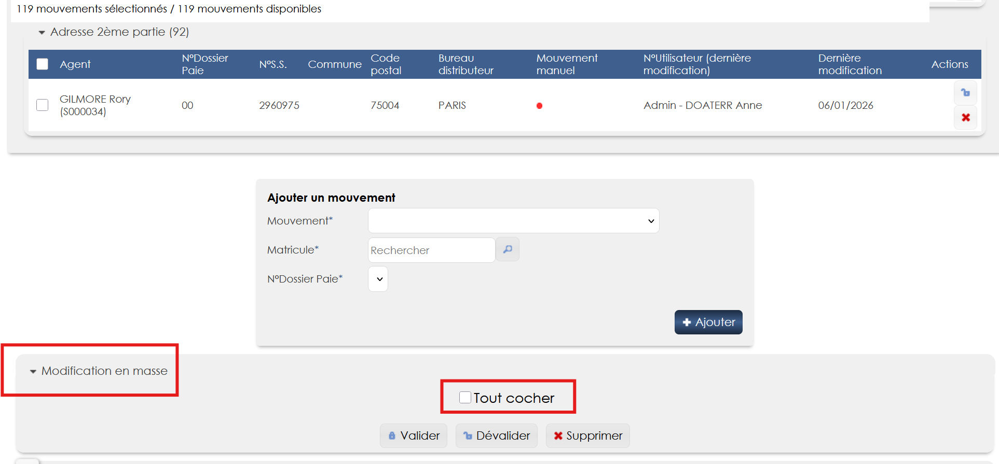 119 mouvements sélectionnés / 119 mouvements disponibles
Adresse 2ème partie (92)
Agent
N°Dossier Paie
N°S.S.
Commune
Code postal
Bureau distributeur
Mouvement manuel
N°Utilisateur (dernière modification)
Dernière modification
Actions
GILMORE Rory (S000034)
00
2960975
75004
PARIS
Admin - DOATERR Anne
06/01/2026
Ajouter un mouvement
Mouvement*
Matricule*
Rechercher
N°Dossier Paie*
Ajouter
Modification en masse
Tout cocher
Valider
Dévalider
Supprimer